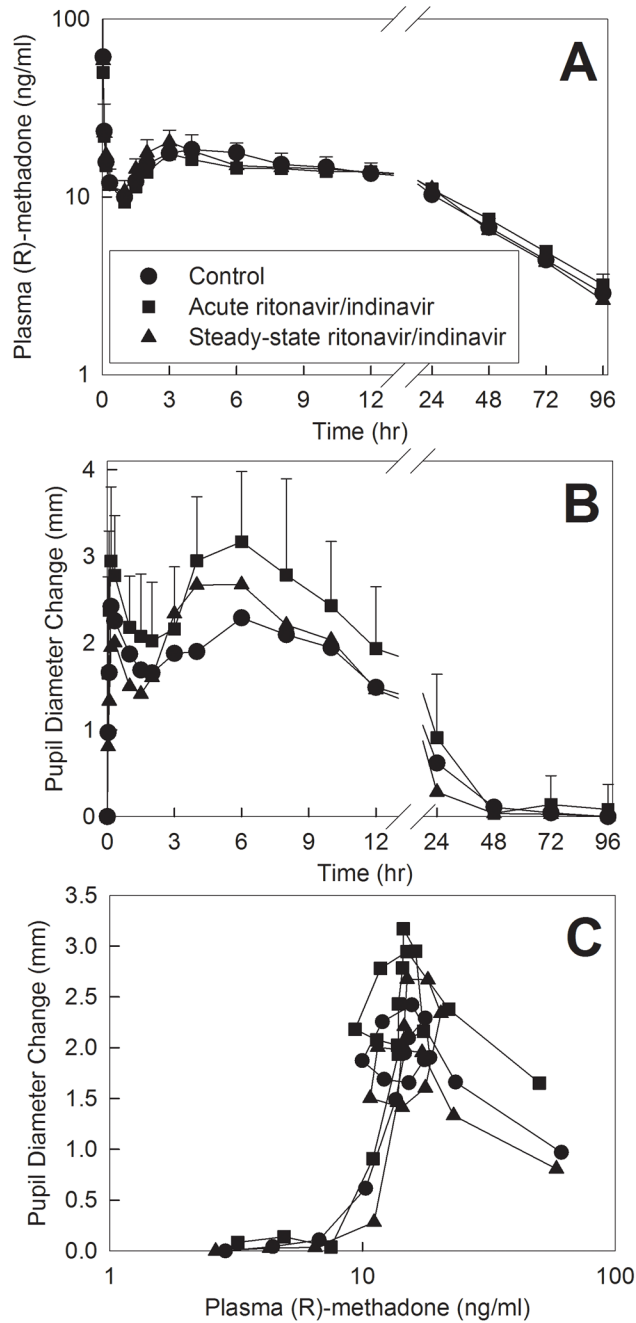 A
Plasma (R)-methadone (ng/ml)
100
10
1
Control
Acute ritonavir/indinavir
Steady-state ritonavir/indinavir
0 3 6 9 12 24 48 72 96
Time (hr)
B
Pupil Diameter Change (mm)
4
3
2
1
0
0 3 6 9 12 24 48 72 96
Time (hr)
C
Pupil Diameter Change (mm)
3.5
3.0
2.5
2.0
1.5
1.0
0.5
0.0
1 10 100
Plasma (R)-methadone (ng/ml)